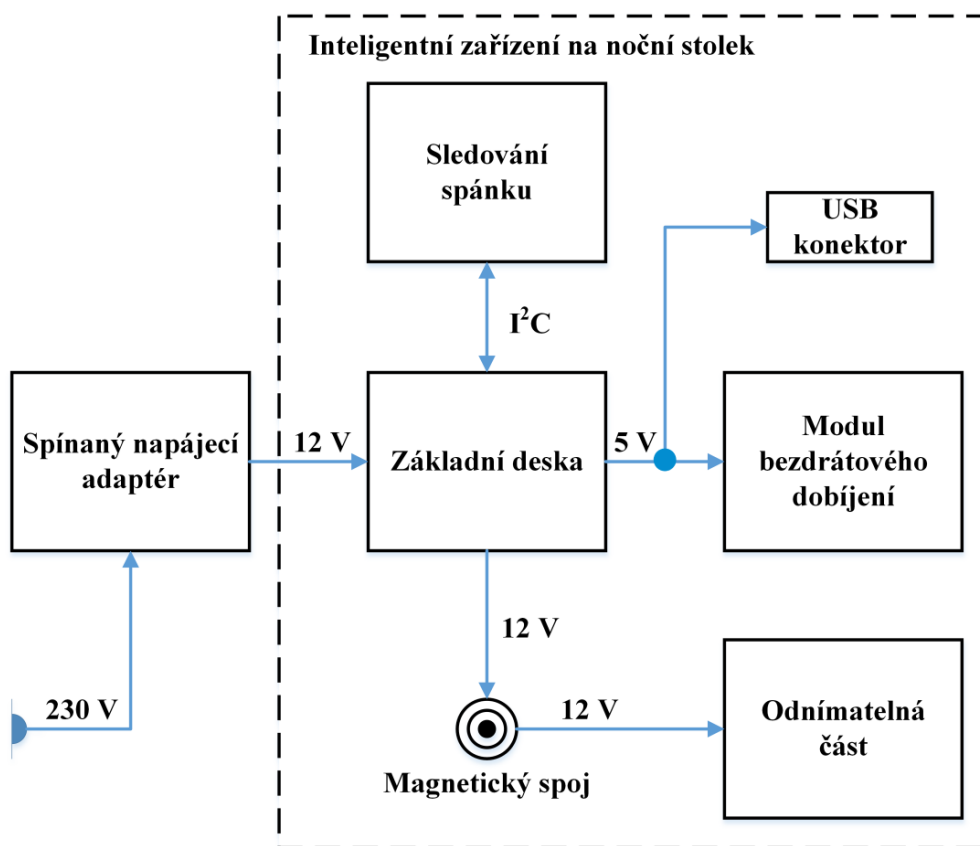 Inteligentní zařízení na noční stolek
Sledování
spánku
USB
konektor
I²C
Spínaný napájecí
adaptér
12 V
Základní deska
5 V
Modul
bezdrátového
dobíjení
12 V
230 V
12 V
Odnímatelná
část
Magnetický spoj